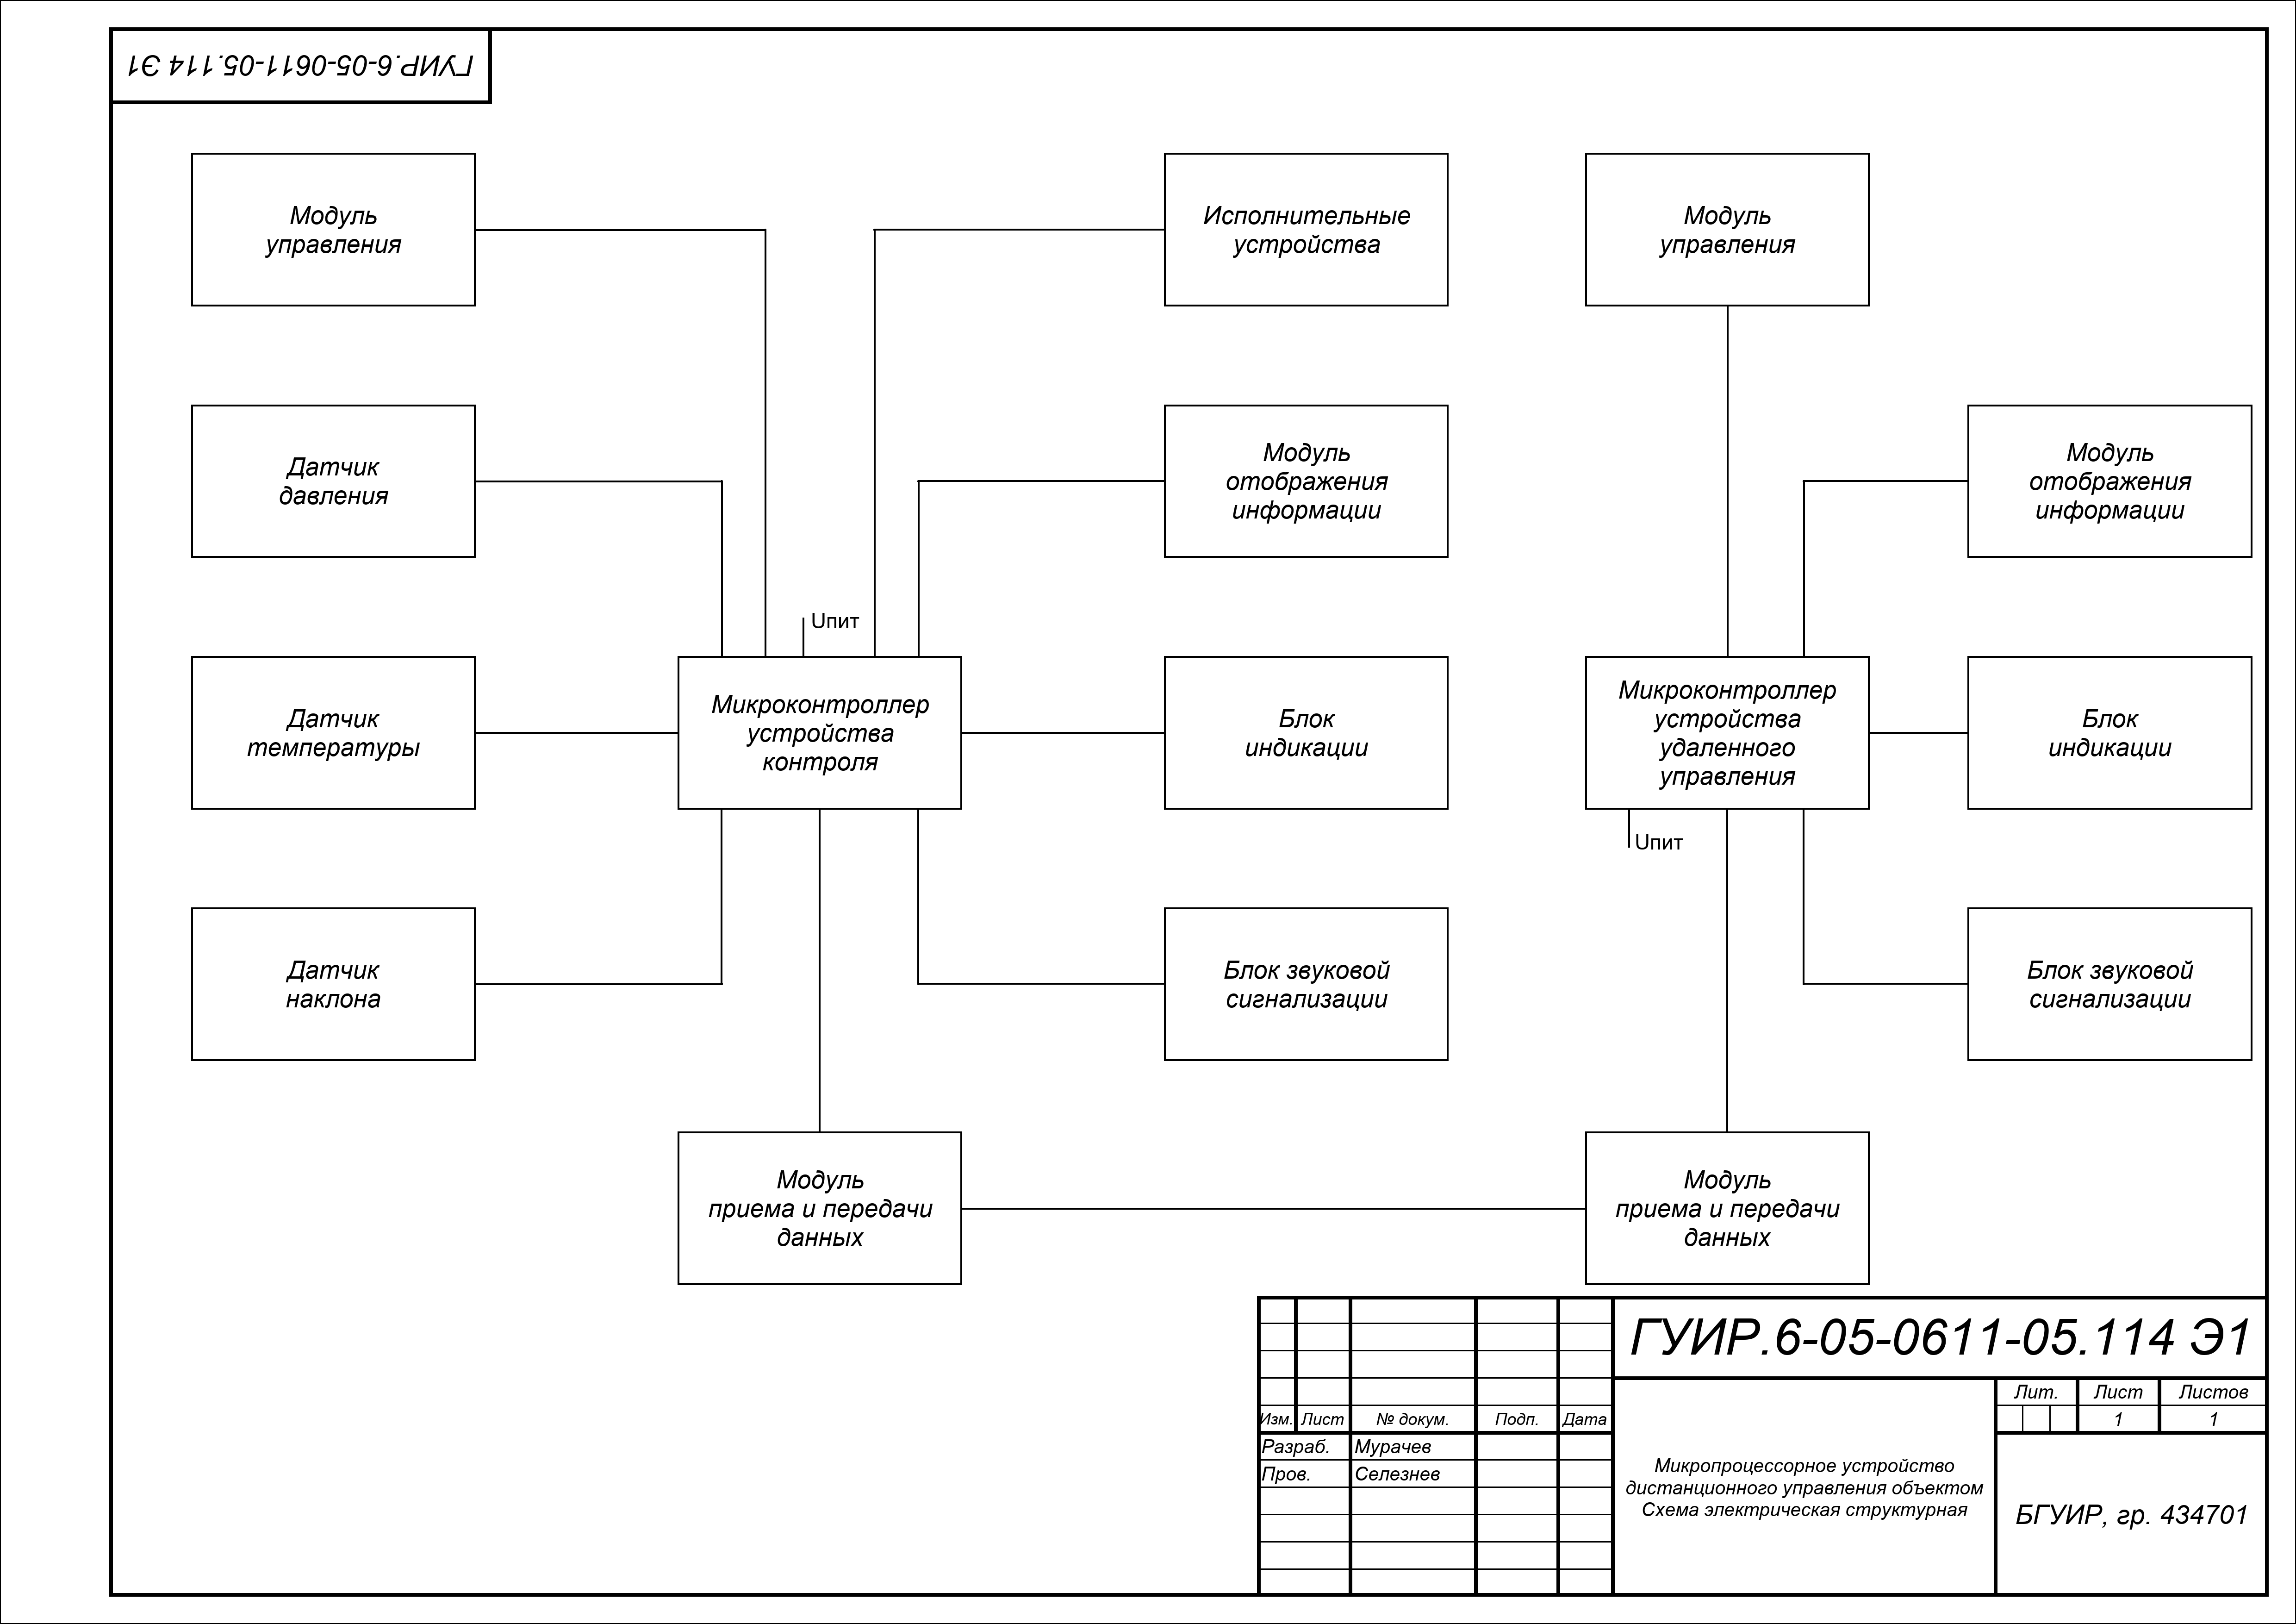 ГУИР.6-05-0611-05.114 Э1
Модуль
управления
Исполнительные
устройства
Модуль
управления
Датчик
давления
Модуль
отображения
информации
Модуль
отображения
информации
Uпит
Датчик
температуры
Микроконтроллер
устройства
контроля
Блок
индикации
Микроконтроллер
устройства
удаленного
управления
Блок
индикации
Uпит
Датчик
наклона
Блок звуковой
сигнализации
Блок звуковой
сигнализации
Модуль
приема и передачи
данных
Модуль
приема и передачи
данных
ГУИР.6-05-0611-05.114 Э1
Лит. Лист Листов
Изм. Лист № докум. Подп. Дата 1 1
Разраб. Мурачев
Пров. Селезнев
Микропроцессорное устройство
дистанционного управления объектом
Схема электрическая структурная
БГУИР, гр. 434701